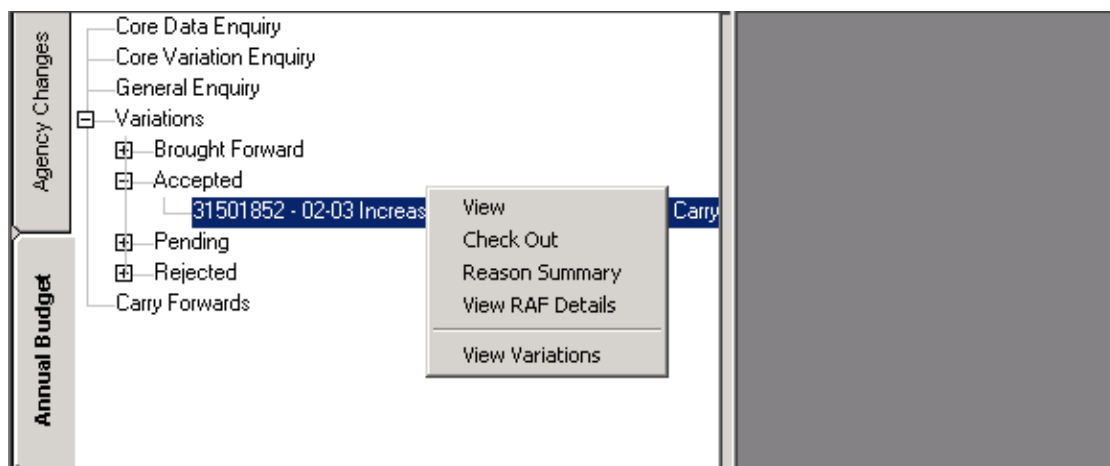 Agency Changes
Annual Budget
Core Data Enquiry
Core Variation Enquiry
General Enquiry
Variations
Brought Forward
Accepted
31501852 - 02-03 Increas Carry
Pending
Rejected
Carry Forwards
View
Check Out
Reason Summary
View RAF Details
View Variations